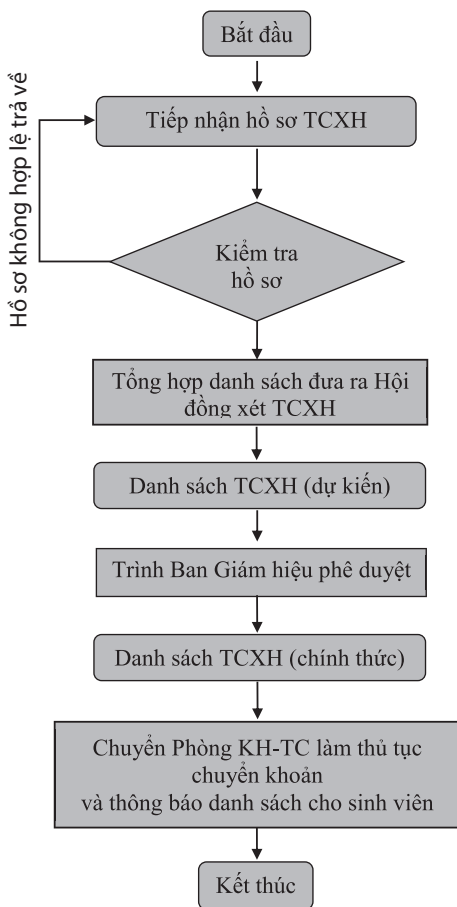 Bắt đầu
Tiếp nhận hồ sơ TCXH
Hồ sơ không hợp lệ trả về
Kiểm tra
hồ sơ
Tổng hợp danh sách đưa ra Hội
đồng xét TCXH
Danh sách TCXH (dự kiến)
Trình Ban Giám hiệu phê duyệt
Danh sách TCXH (chính thức)
Chuyển Phòng KH-TC làm thủ tục
chuyển khoản
và thông báo danh sách cho sinh viên
Kết thúc